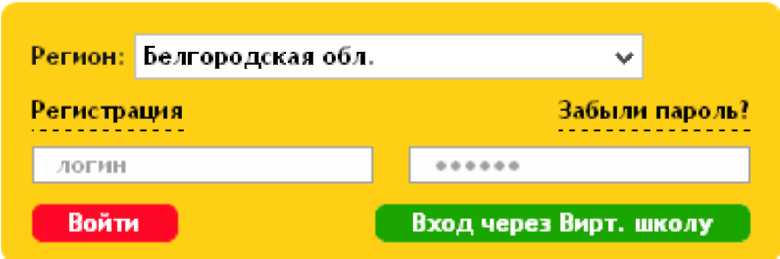 Регион: Белгородская обл.
Регистрация Забыли пароль?
логин ••••••
Войти Вход через Вирт. школу